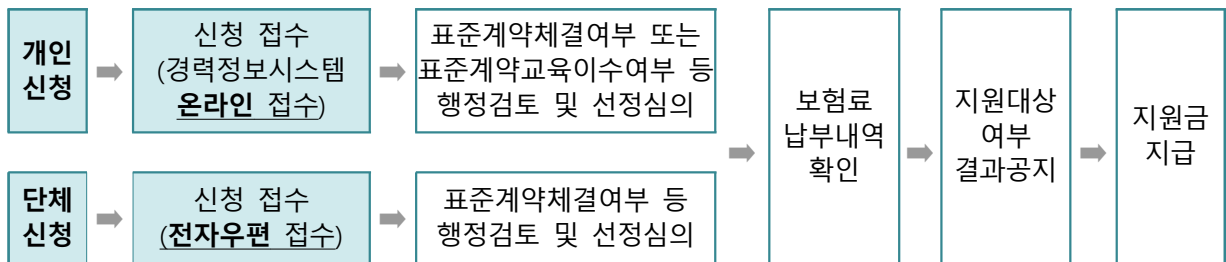 개인
신청
신청 접수
(경력정보시스템
온라인 접수)
표준계약체결여부 또는
표준계약교육이수여부 등
행정검토 및 선정심의
단체
신청
신청 접수
(전자우편 접수)
표준계약체결여부 등
행정검토 및 선정심의
보험료
납부내역
확인
지원대상
여부
결과공지
지원금
지급